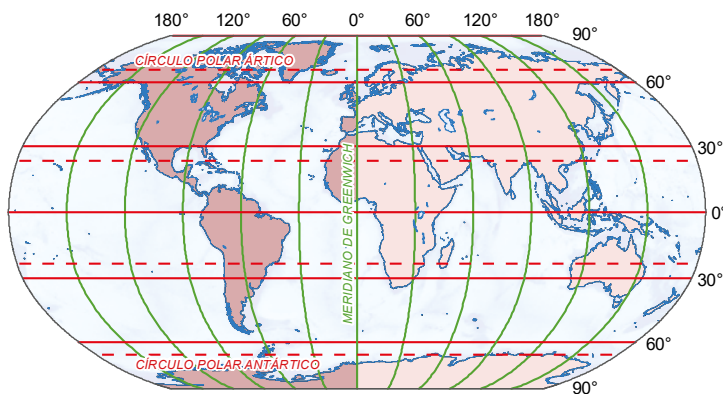 180° 120° 60° 0° 60° 120° 180°
90°
CÍRCULO POLAR ÁRTICO
60°
30°
MERIDIANO DE GREENWICH
0°
30°
60°
CÍRCULO POLAR ANTÁRTICO
90°